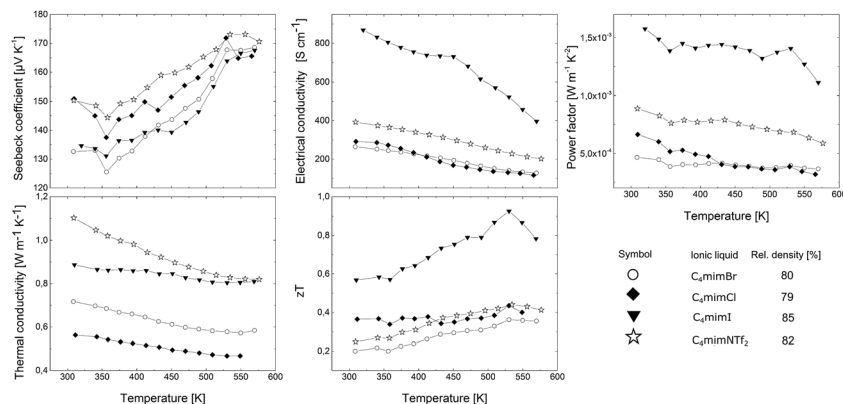 Seebeck coefficient [µV K⁻¹]
170
160
150
140
130
120
Electrical conductivity [S cm⁻¹]
800
600
400
200
Power factor [W m⁻¹ K⁻²]
1,5x10⁻³
1,0x10⁻³
5,0x10⁻⁴
300 350 400 450 500 550 600
Temperature [K]
Thermal conductivity [W m⁻¹ K⁻¹]
1,2
1,0
0,8
0,6
0,4
300 350 400 450 500 550
Temperature [K]
zT
1,0
0,8
0,6
0,4
0,2
300 350 400 450 500 550 600
Temperature [K]
Symbol Ionic liquid Rel. density [%]
C₄mimBr 80
C₄mimCl 79
C₄mimI 85
C₄mimNTf₂ 82